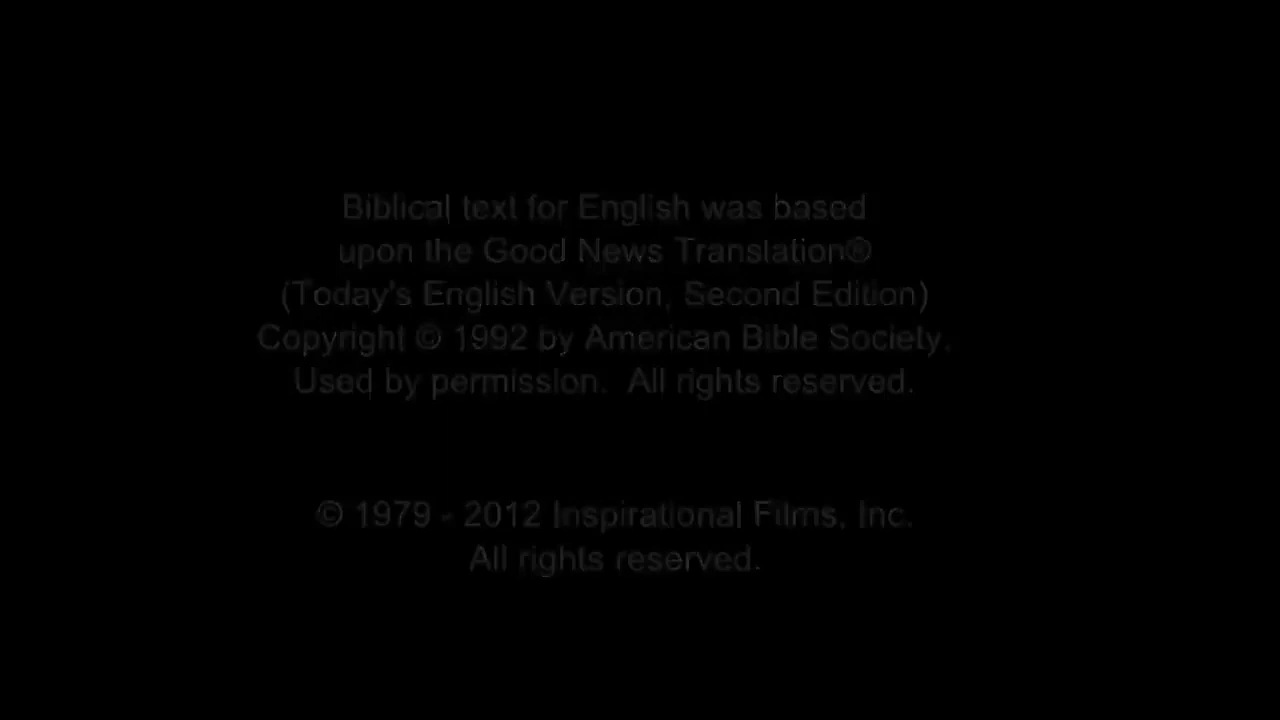 Biblical text for English was based
upon the Good News Translation®
(Today's English Version, Second Edition)
Copyright © 1992 by American Bible Society.
Used by permission.  All rights reserved.
© 1979 - 2012 Inspirational Films, Inc.
All rights reserved.